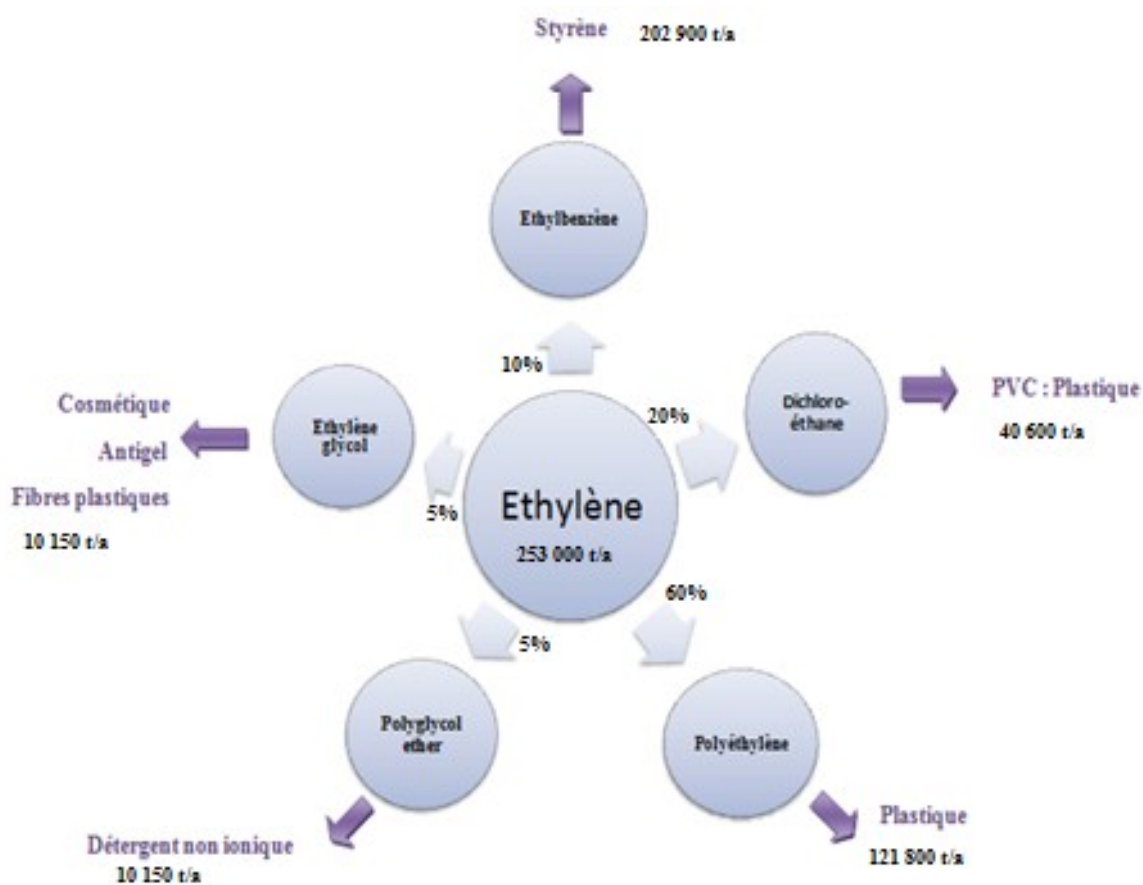 Styrène 202 900 t/a
Ethylbenzène
10%
20%
Dichloro-
éthane
PVC : Plastique
40 600 t/a
Cosmétique
Antigel
Fibres plastiques
10 150 t/a
Ethylène
glycol
5%
Ethylène
253 000 t/a
60%
5%
Polyglycol
ether
Détergent non ionique
10 150 t/a
Polyéthylène
Plastique
121 800 t/a